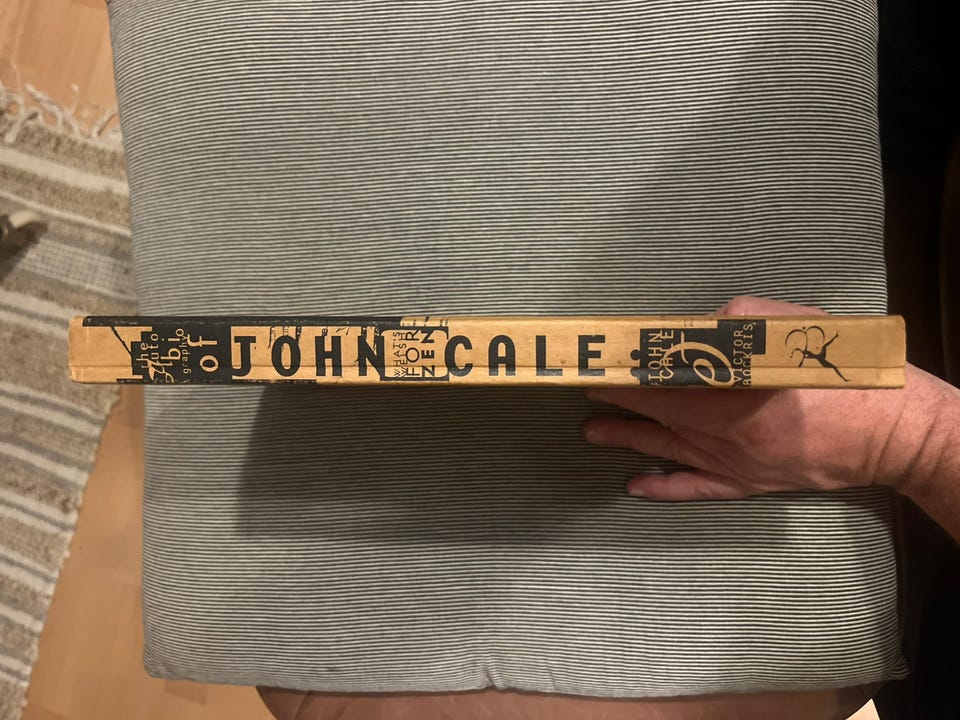 the
Auto
bio
graphy
of
JOHN
WHAT'S
WELSH
FOR
ZEN
CALE:
JOHN
CALE
&
VICTOR
BOCKRIS